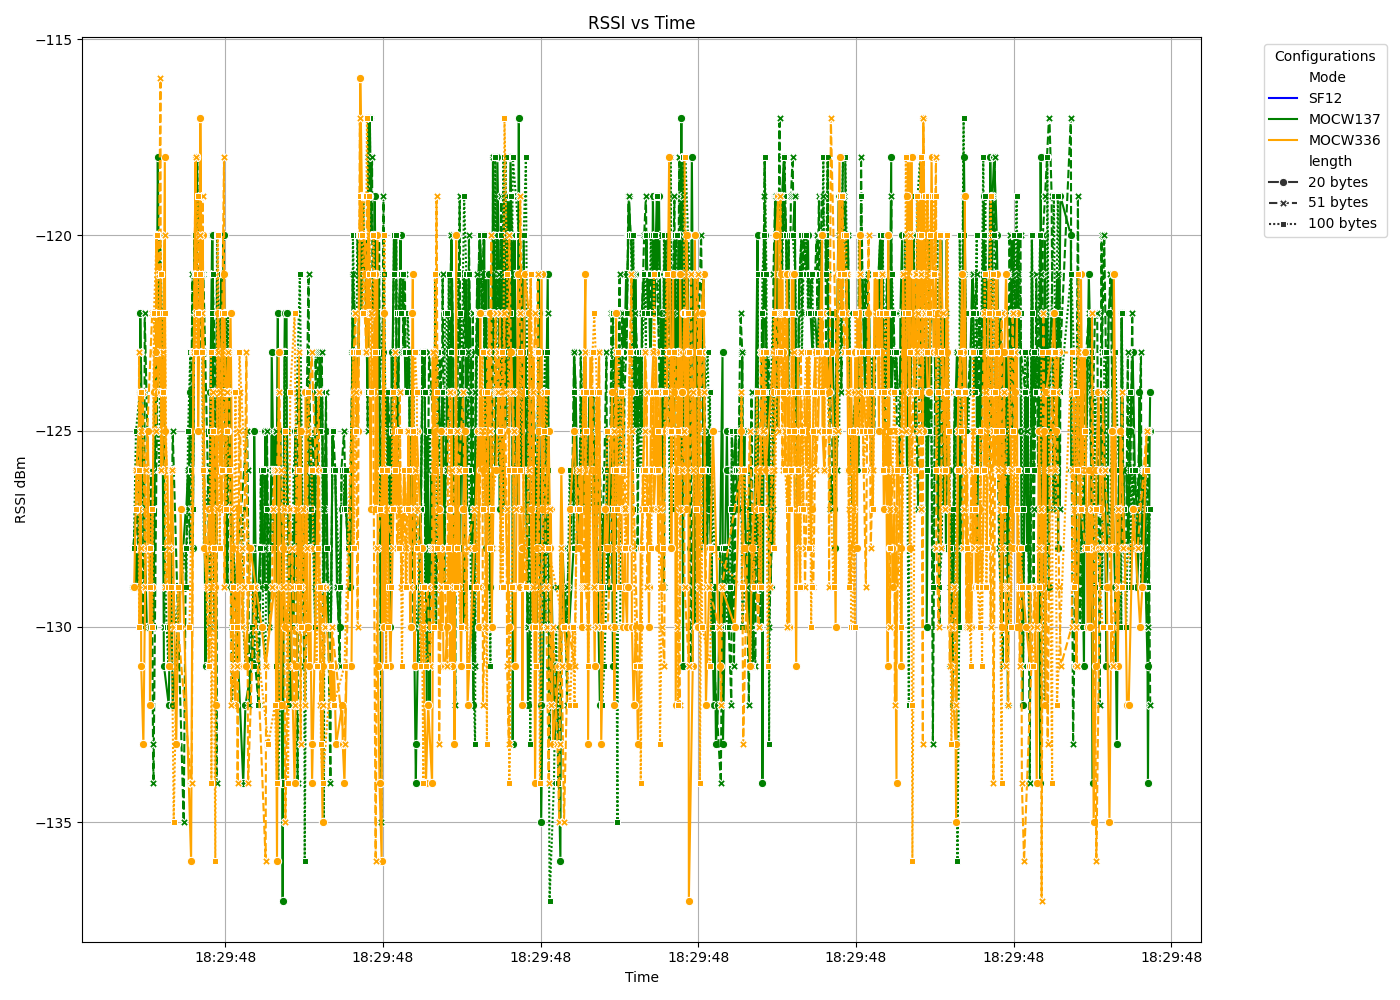 RSSI vs Time
Configurations
Mode
SF12
MOCW137
MOCW336
length
20 bytes
51 bytes
100 bytes
RSSI dBm
−115
−120
−125
−130
−135
18:29:48 18:29:48 18:29:48 18:29:48 18:29:48 18:29:48 18:29:48
Time